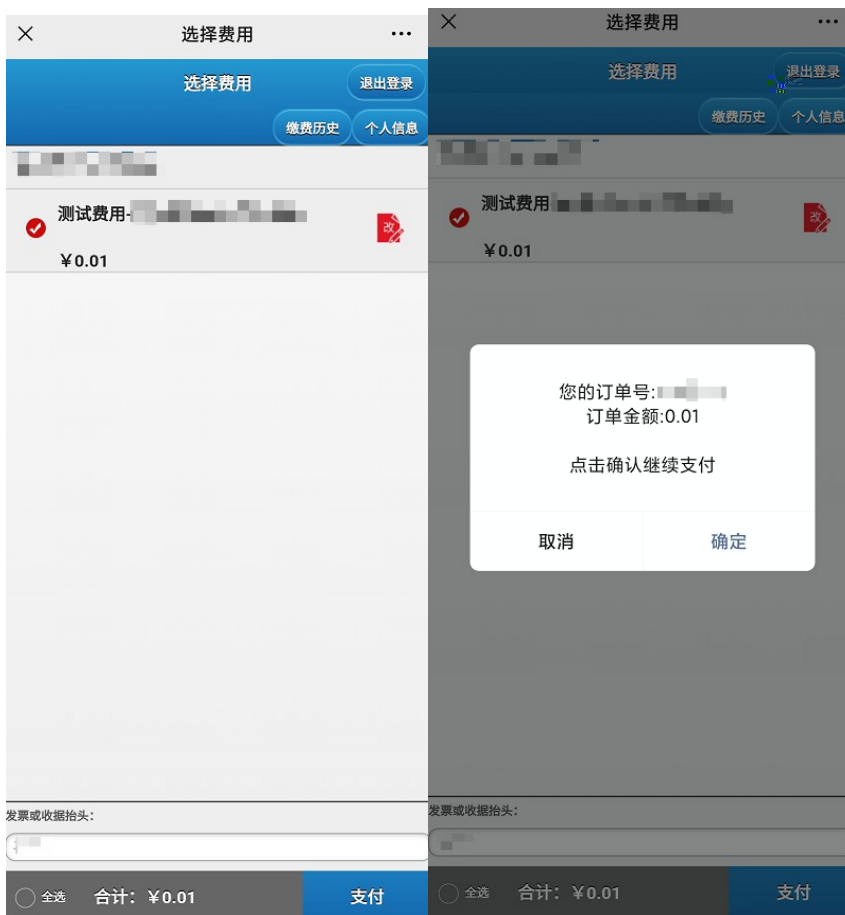 选择费用
选择费用
退出登录
缴费历史
个人信息
测试费用-
改
￥0.01
发票或收据抬头:
全选
合计: ￥0.01
支付
选择费用
选择费用
退出登录
缴费历史
个人信息
测试费用
改
￥0.01
您的订单号:
订单金额:0.01
点击确认继续支付
取消
确定
发票或收据抬头:
全选
合计: ￥0.01
支付